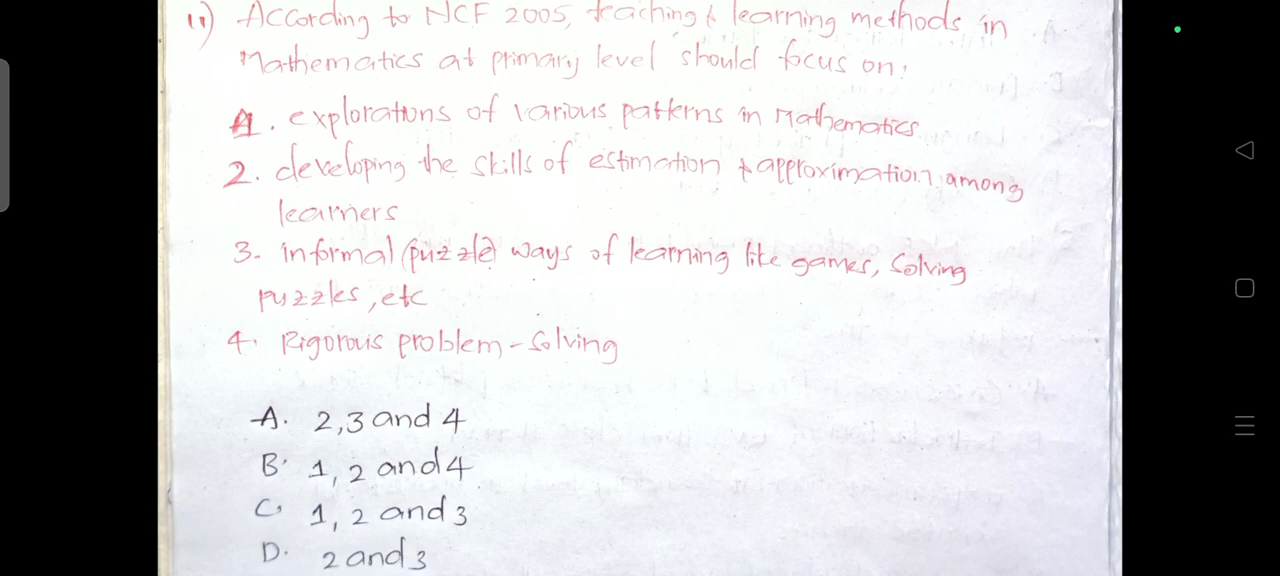 11) According to NCF 2005, teaching & learning methods in
Mathematics at primary level should focus on:
1. explorations of various patterns in Mathematics
2. developing the skills of estimation & approximation among
learners
3. informal (puzzle) ways of learning like games, solving
puzzles, etc
4. Rigorous problem-solving
A. 2,3 and 4
B. 1, 2 and 4
C. 1, 2 and 3
D. 2 and 3